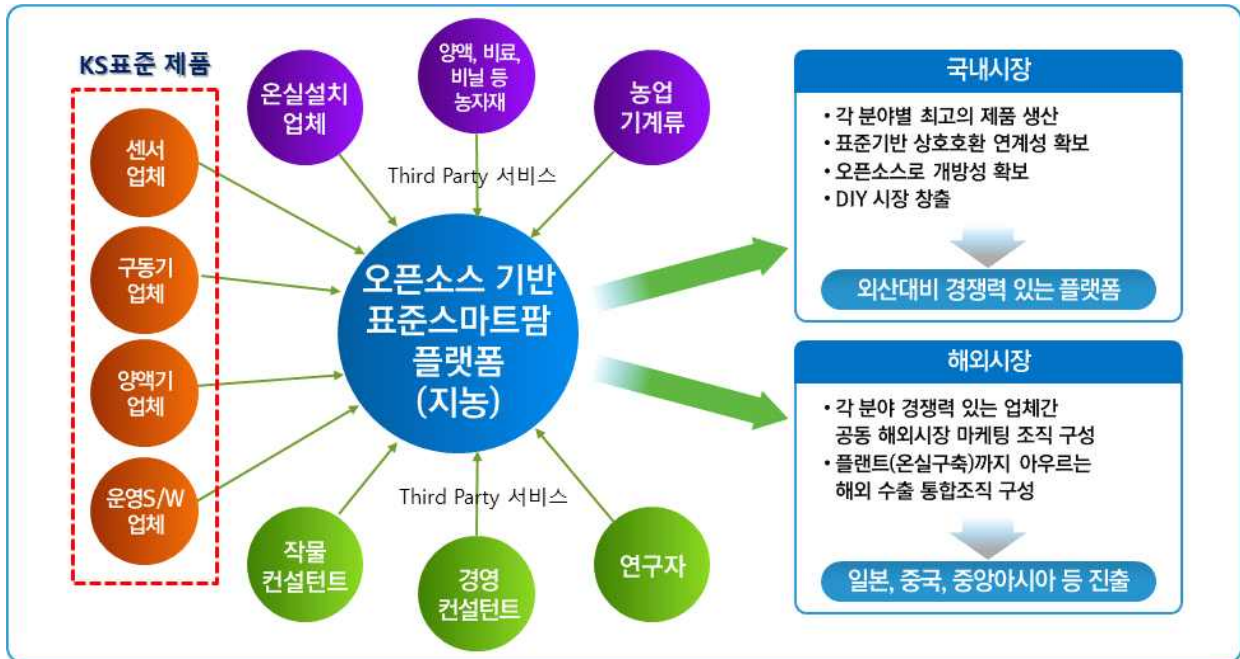 KS표준 제품
센서
업체
구동기
업체
양액기
업체
운영S/W
업체
온실설치
업체
양액, 비료,
비닐 등
농자재
농업
기계류
Third Party 서비스
오픈소스 기반
표준스마트팜
플랫폼
(지농)
Third Party 서비스
작물
컨설턴트
경영
컨설턴트
연구자
국내시장
• 각 분야별 최고의 제품 생산
• 표준기반 상호호환 연계성 확보
• 오픈소스로 개방성 확보
• DIY 시장 창출
외산대비 경쟁력 있는 플랫폼
해외시장
• 각 분야 경쟁력 있는 업체간
공동 해외시장 마케팅 조직 구성
• 플랜트(온실구축)까지 아우르는
해외 수출 통합조직 구성
일본, 중국, 중앙아시아 등 진출